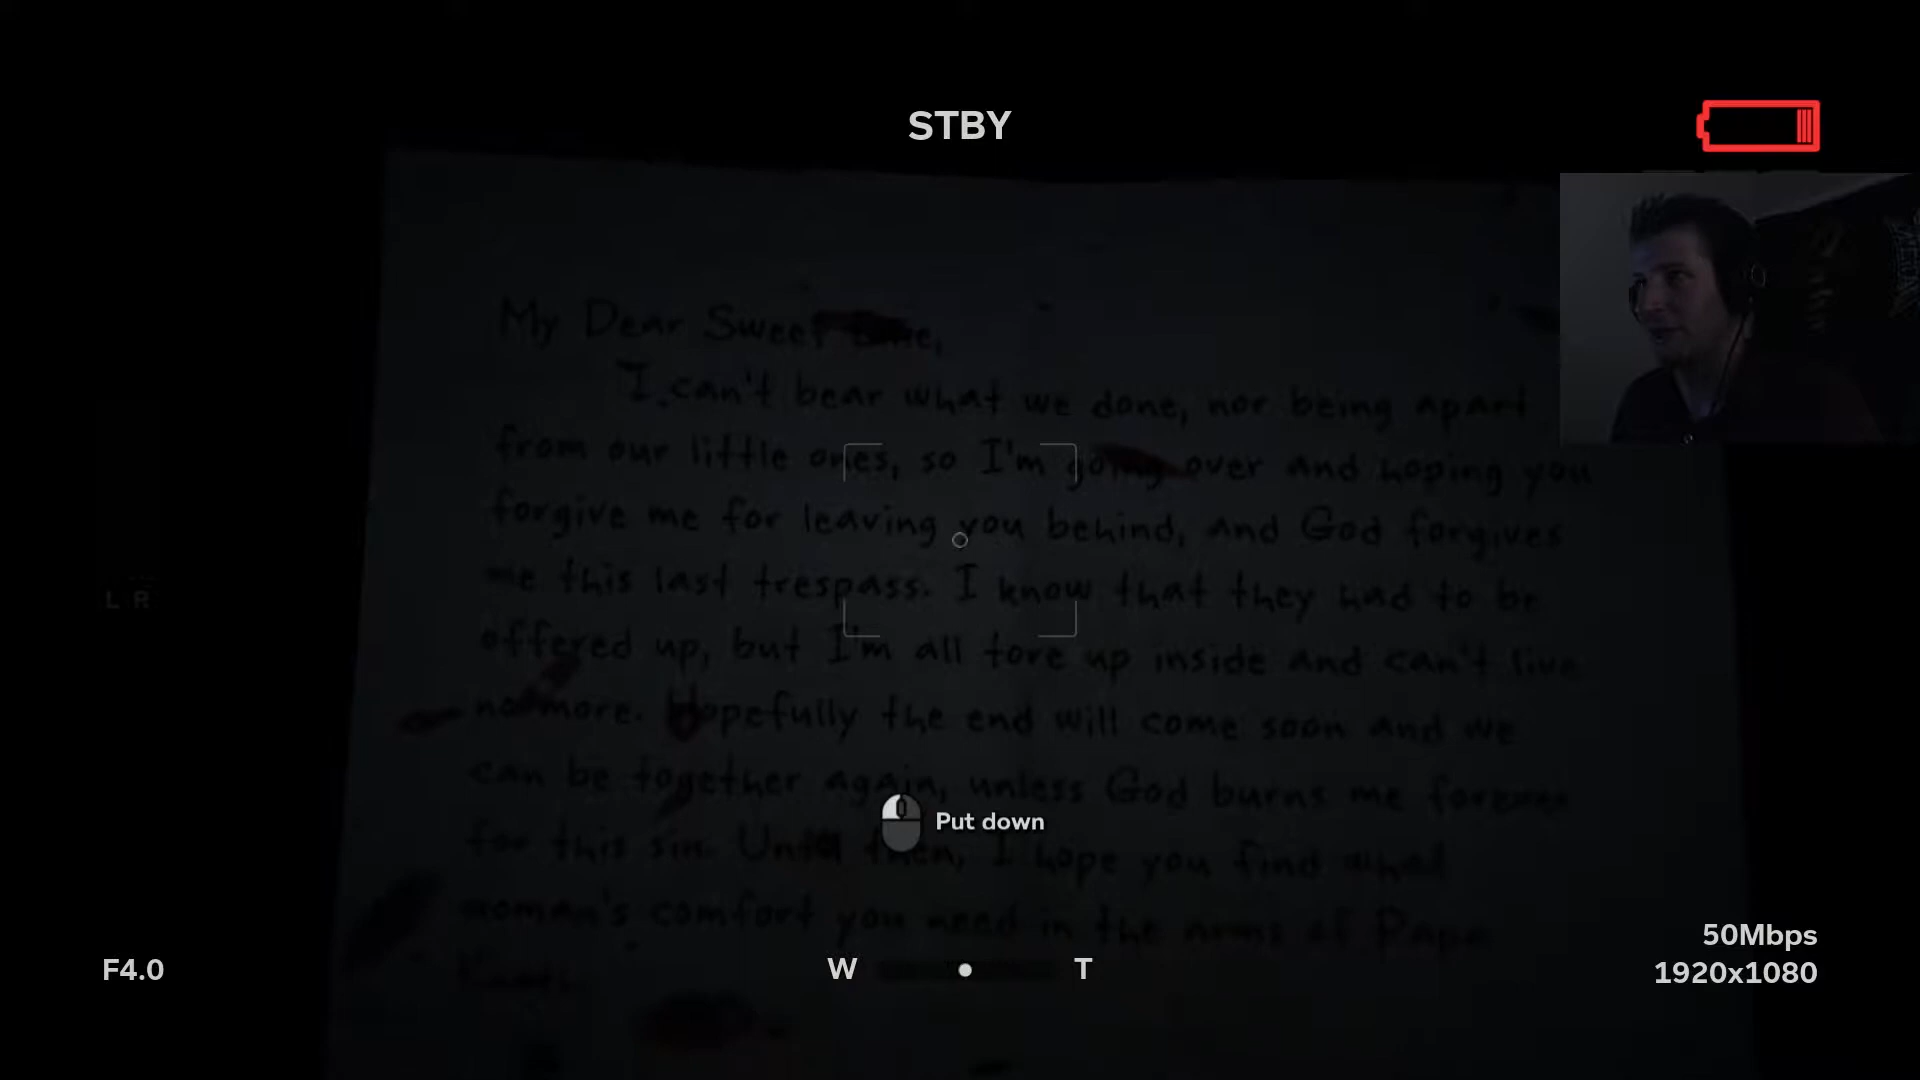 STBY
My Dear Sweet
I can't bear what we done, nor being apart
from our little ones, so I'm going over and hoping you
forgive me for leaving you behind, and God forgives
me this last trespass. I know that they had to be
offered up, but I'm all tore up inside and can't live
no more. Hopefully the end will come soon and we
can be together again, unless God burns me forever
for this sin. Until then, I hope you find what
woman's comfort you need in the arms of Papa
L R
Put down
F4.0
W T
50Mbps
1920x1080